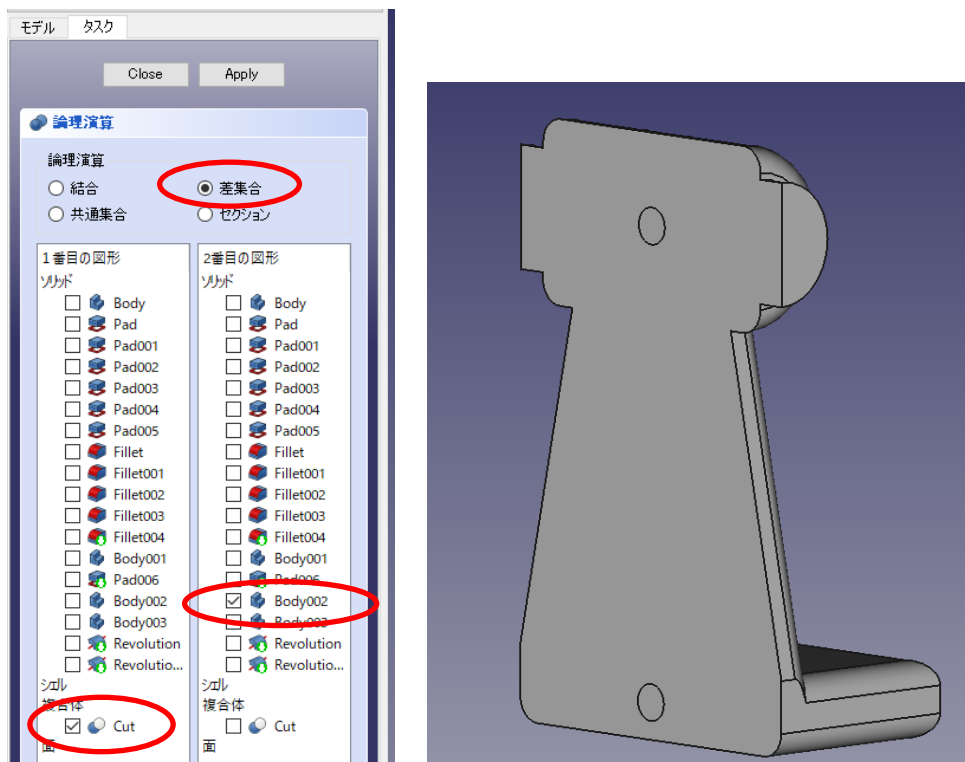 モデル タスク
Close Apply
論理演算
論理演算
結合 差集合
共通集合 セクション
1番目の図形
ソリッド
Body
Pad
Pad001
Pad002
Pad003
Pad004
Pad005
Fillet
Fillet001
Fillet002
Fillet003
Fillet004
Body001
Pad006
Body002
Body003
Revolution
Revolutio...
シェル
複合体
Cut
面
2番目の図形
ソリッド
Body
Pad
Pad001
Pad002
Pad003
Pad004
Pad005
Fillet
Fillet001
Fillet002
Fillet003
Fillet004
Body001
Pad006
Body002
Body003
Revolution
Revolutio...
シェル
複合体
Cut
面